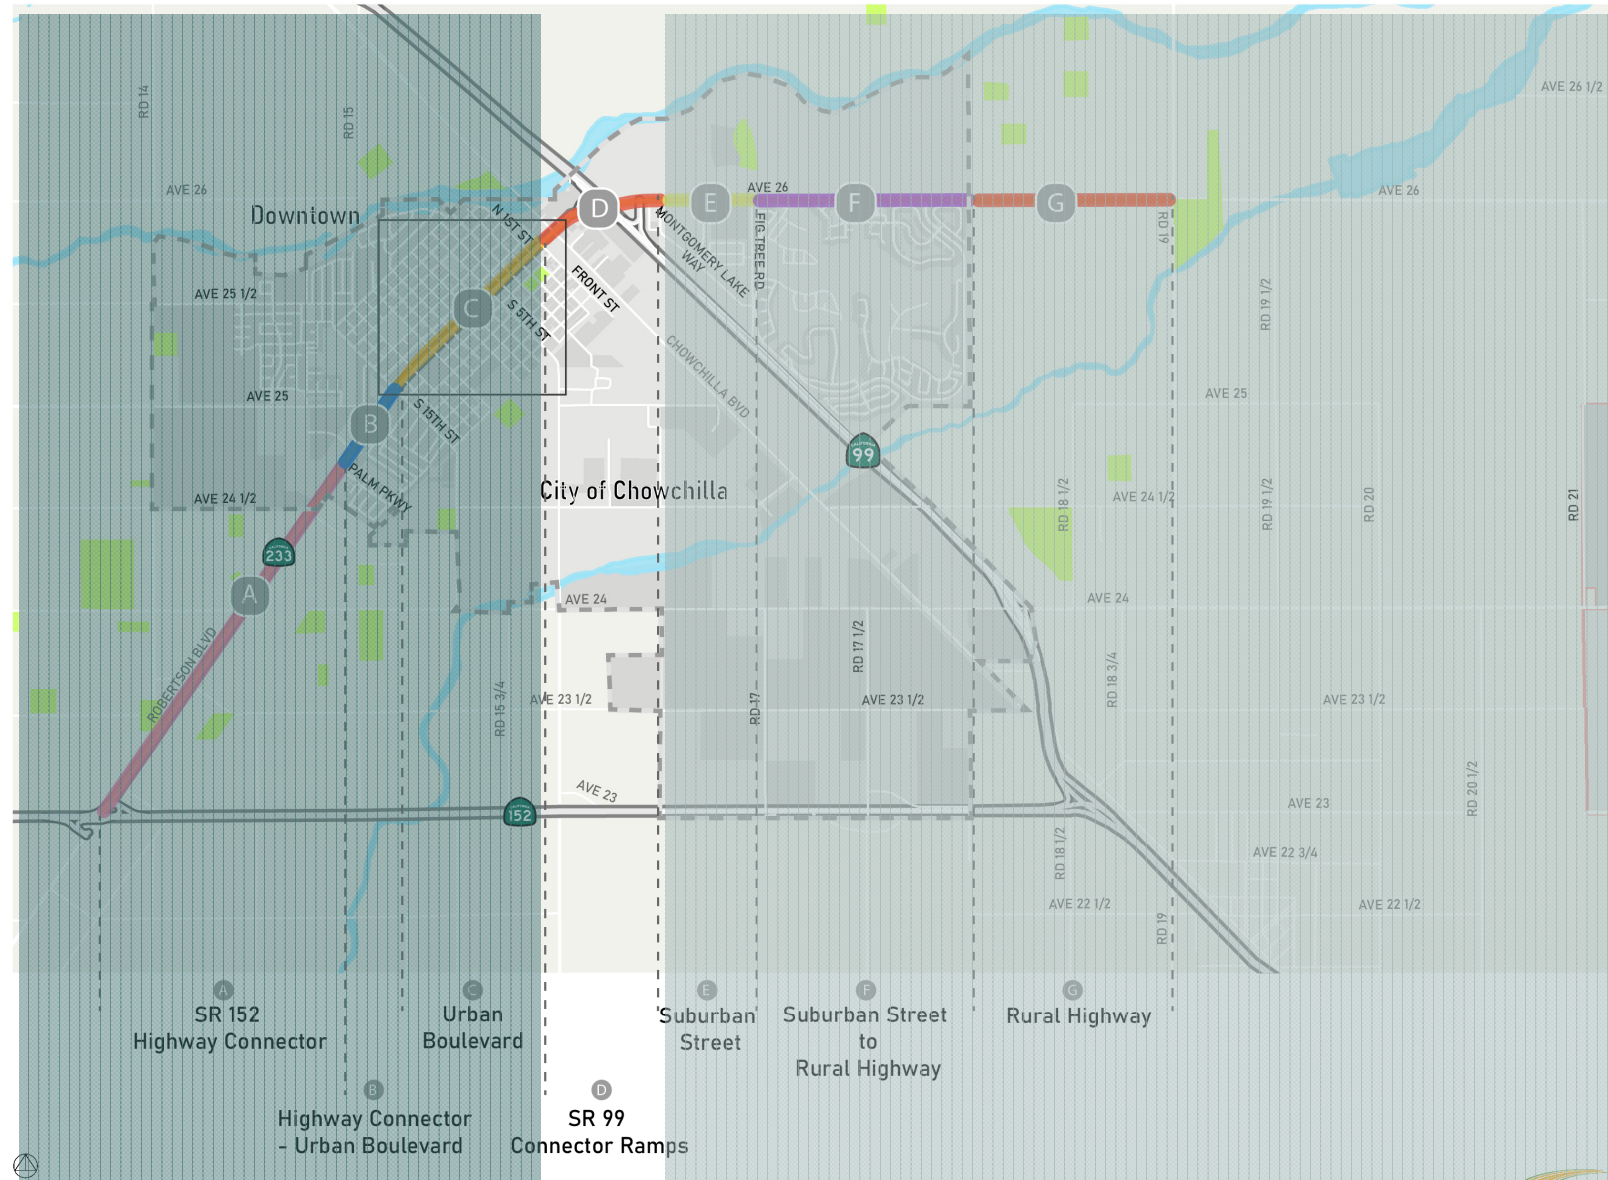 AVE 26 1/2
RD 14
RD 15
AVE 26
AVE 26
AVE 26
Downtown
N 1ST ST
D
E
F
G
MONTGOMERY LAKE
WAY
FIG TREE RD
RD 19
FRONT ST
AVE 25 1/2
RD 19 1/2
C
S 5TH ST
CHOWCHILLA BVD
AVE 25
AVE 25
B
S 15TH ST
CALIFORNIA
99
PALM PKWY
City of Chowchilla
AVE 24 1/2
AVE 24 1/2
RD 18 1/2
RD 19 1/2
RD 20
RD 21
CALIFORNIA
233
A
AVE 24
AVE 24
ROBERTSON BLVD
RD 17 1/2
RD 18 3/4
RD 15 3/4
AVE 23 1/2
RD 17
AVE 23 1/2
AVE 23 1/2
AVE 23
AVE 23
RD 20 1/2
CALIFORNIA
152
RD 18 1/2
AVE 22 3/4
AVE 22 1/2
AVE 22 1/2
RD 19
A
SR 152
Highway Connector
C
Urban
Boulevard
E
Suburban
Street
F
Suburban Street
to
Rural Highway
G
Rural Highway
B
Highway Connector
- Urban Boulevard
D
SR 99
Connector Ramps